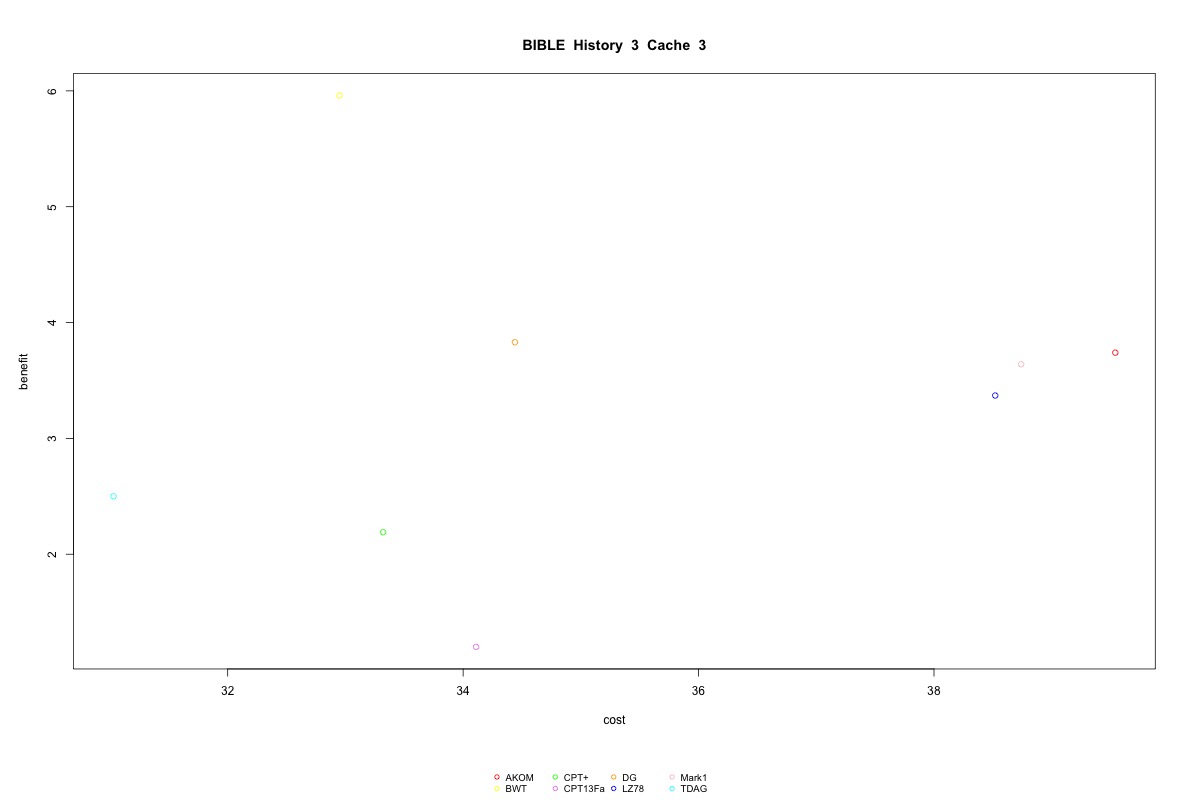 BIBLE History 3 Cache 3
6
5
4
3
2
benefit
32 34 36 38
cost
AKOM CPT+ DG Mark1
BWT CPT13Fa LZ78 TDAG